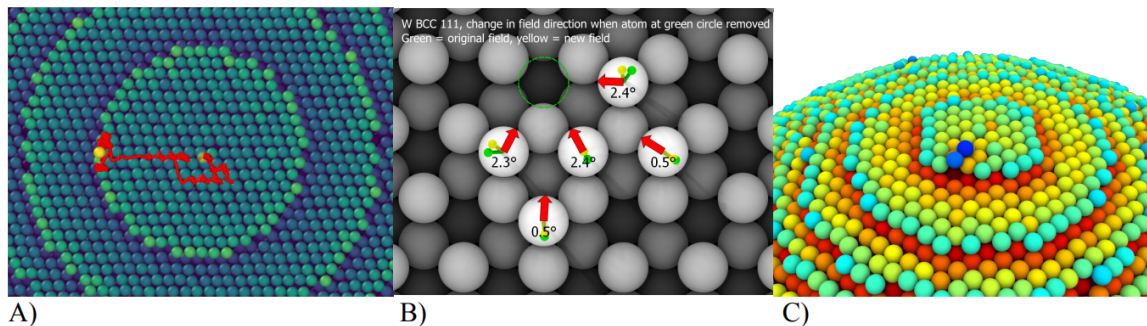 W BCC 111, change in field direction when atom at green circle removed
Green = original field, yellow = new field
2.4°
2.3°
2.4°
0.5°
0.5°
A)
B)
C)